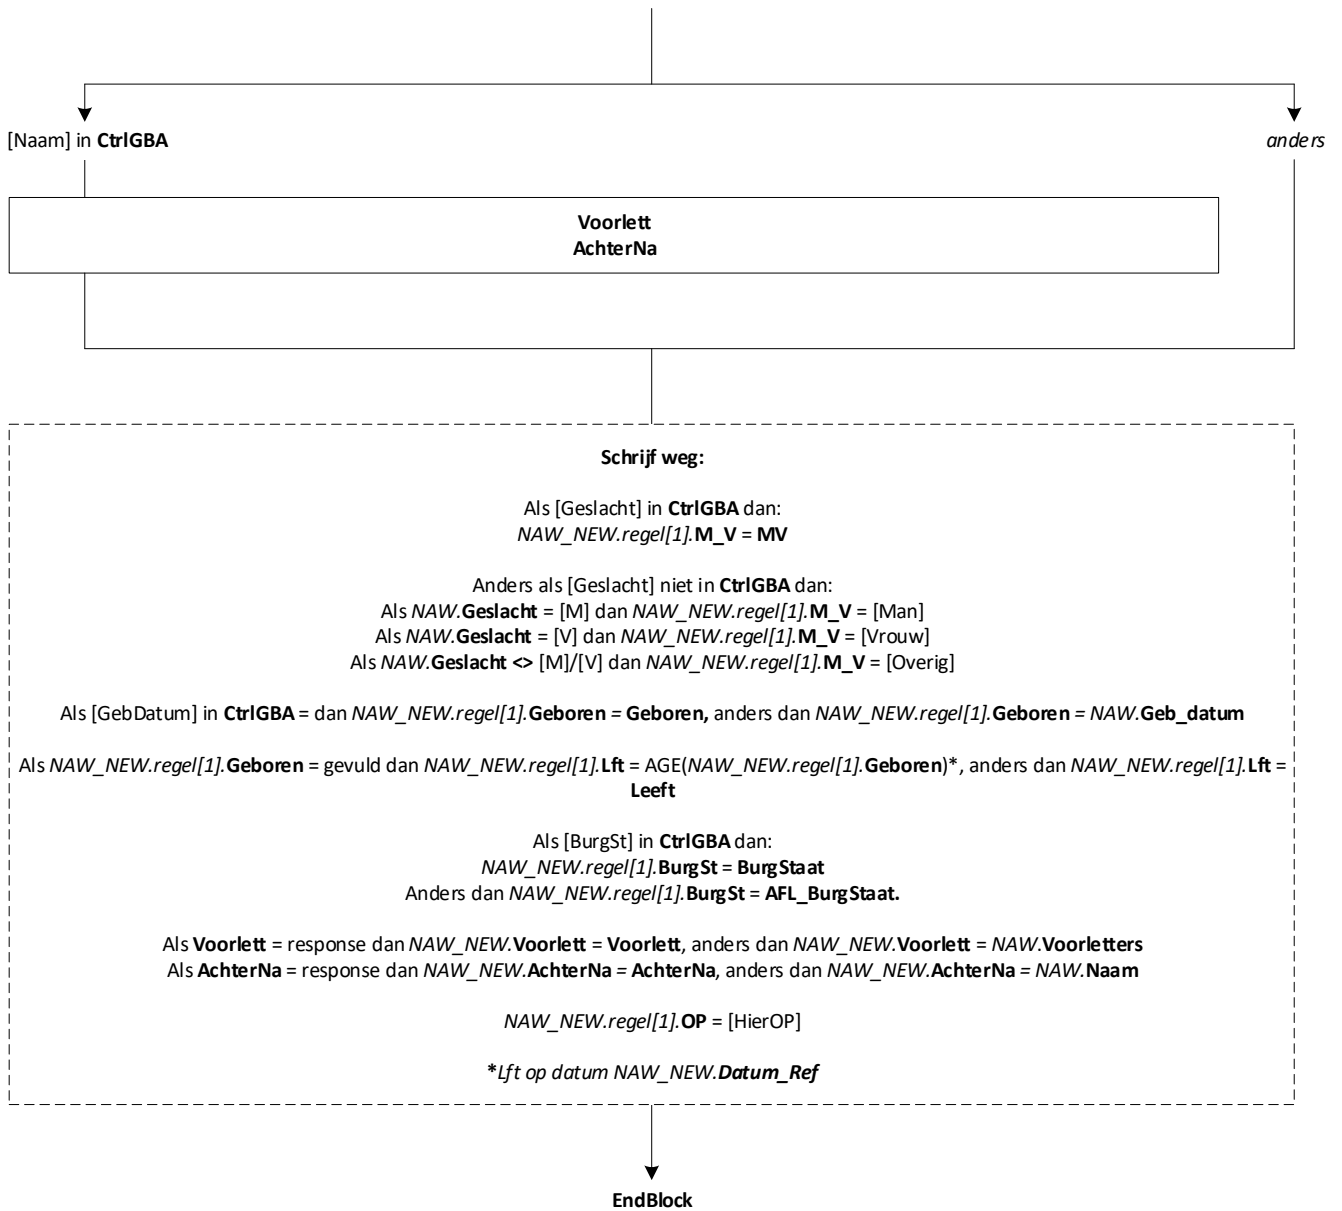 [Naam] in CtrlGBA
anders
Voorlett
AchterNa
Schrijf weg:
Als [Geslacht] in CtrlGBA dan:
NAW_NEW.regel[1].M_V = MV
Anders als [Geslacht] niet in CtrlGBA dan:
Als NAW.Geslacht = [M] dan NAW_NEW.regel[1].M_V = [Man]
Als NAW.Geslacht = [V] dan NAW_NEW.regel[1].M_V = [Vrouw]
Als NAW.Geslacht <> [M]/[V] dan NAW_NEW.regel[1].M_V = [Overig]
Als [GebDatum] in CtrlGBA = dan NAW_NEW.regel[1].Geboren = Geboren, anders dan NAW_NEW.regel[1].Geboren = NAW.Geb_datum
Als NAW_NEW.regel[1].Geboren = gevuld dan NAW_NEW.regel[1].Lft = AGE(NAW_NEW.regel[1].Geboren)*, anders dan NAW_NEW.regel[1].Lft =
Leeft
Als [BurgSt] in CtrlGBA dan:
NAW_NEW.regel[1].BurgSt = BurgStaat
Anders dan NAW_NEW.regel[1].BurgSt = AFL_BurgStaat.
Als Voorlett = response dan NAW_NEW.Voorlett = Voorlett, anders dan NAW_NEW.Voorlett = NAW.Voorletters
Als AchterNa = response dan NAW_NEW.AchterNa = AchterNa, anders dan NAW_NEW.AchterNa = NAW.Naam
NAW_NEW.regel[1].OP = [HierOP]
*Lft op datum NAW_NEW.Datum_Ref
EndBlock